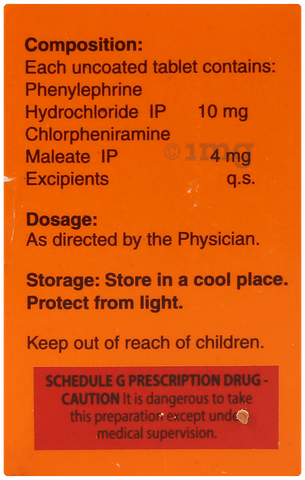 Composition:
Each uncoated tablet contains:
Phenylephrine
Hydrochloride IP 10 mg
Chlorpheniramine
Maleate IP 4 mg
Excipients q.s.
© 1mg
Dosage:
As directed by the Physician.
Storage: Store in a cool place.
Protect from light.
Keep out of reach of children.
SCHEDULE G PRESCRIPTION DRUG -
CAUTION It is dangerous to take
this preparation except under
medical supervision.